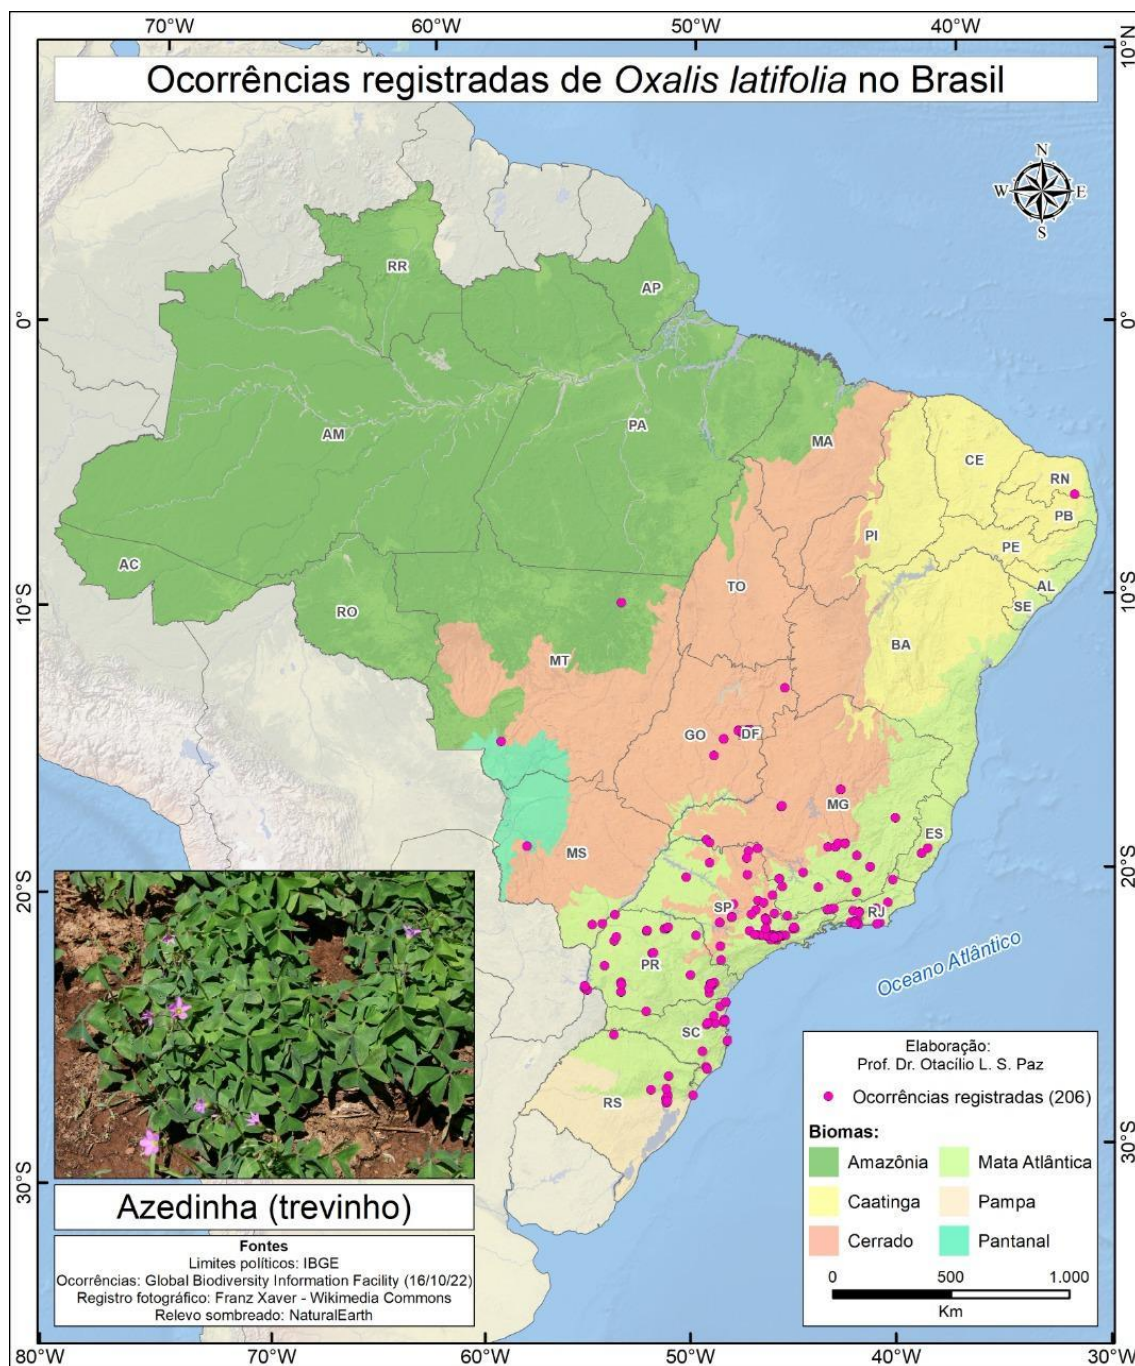 70°W 60°W 50°W 40°W
10°N
Ocorrências registradas de Oxalis latifolia no Brasil
N
W E
S
RR
AP
0° 0°
AM
PA
MA
CE
RN
PB
PI
PE
AC
AL
TO
SE
10°S 10°S
RO
BA
MT
GO
DF
MG
ES
MS
20°S 20°S
SP
RJ
PR
Oceano Atlântico
SC
RS
Elaboração:
Prof. Dr. Otacílio L. S. Paz
Ocorrências registradas (206)
Biomas:
Amazônia Mata Atlântica
Caatinga Pampa
Cerrado Pantanal
0 500 1.000
Km
30°S 30°S
Azedinha (trevinho)
Fontes
Limites políticos: IBGE
Ocorrências: Global Biodiversity Information Facility (16/10/22)
Registro fotográfico: Franz Xaver - Wikimedia Commons
Relevo sombreado: NaturalEarth
80°W 70°W 60°W 50°W 40°W 30°W